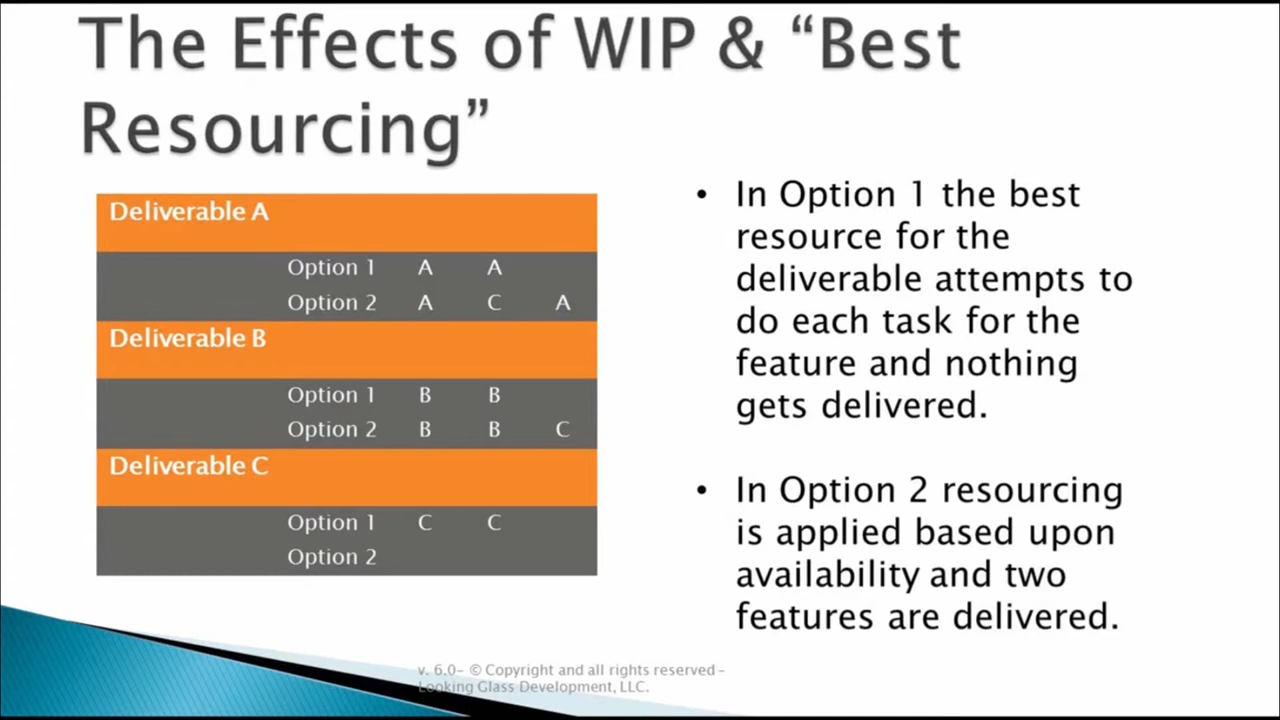 The Effects of WIP & “Best
Resourcing”
Deliverable A
Option 1 A A
Option 2 A C A
Deliverable B
Option 1 B B
Option 2 B B C
Deliverable C
Option 1 C C
Option 2
• In Option 1 the best
resource for the
deliverable attempts to
do each task for the
feature and nothing
gets delivered.
• In Option 2 resourcing
is applied based upon
availability and two
features are delivered.
v. 6.0– © Copyright and all rights reserved –
Looking Glass Development, LLC.